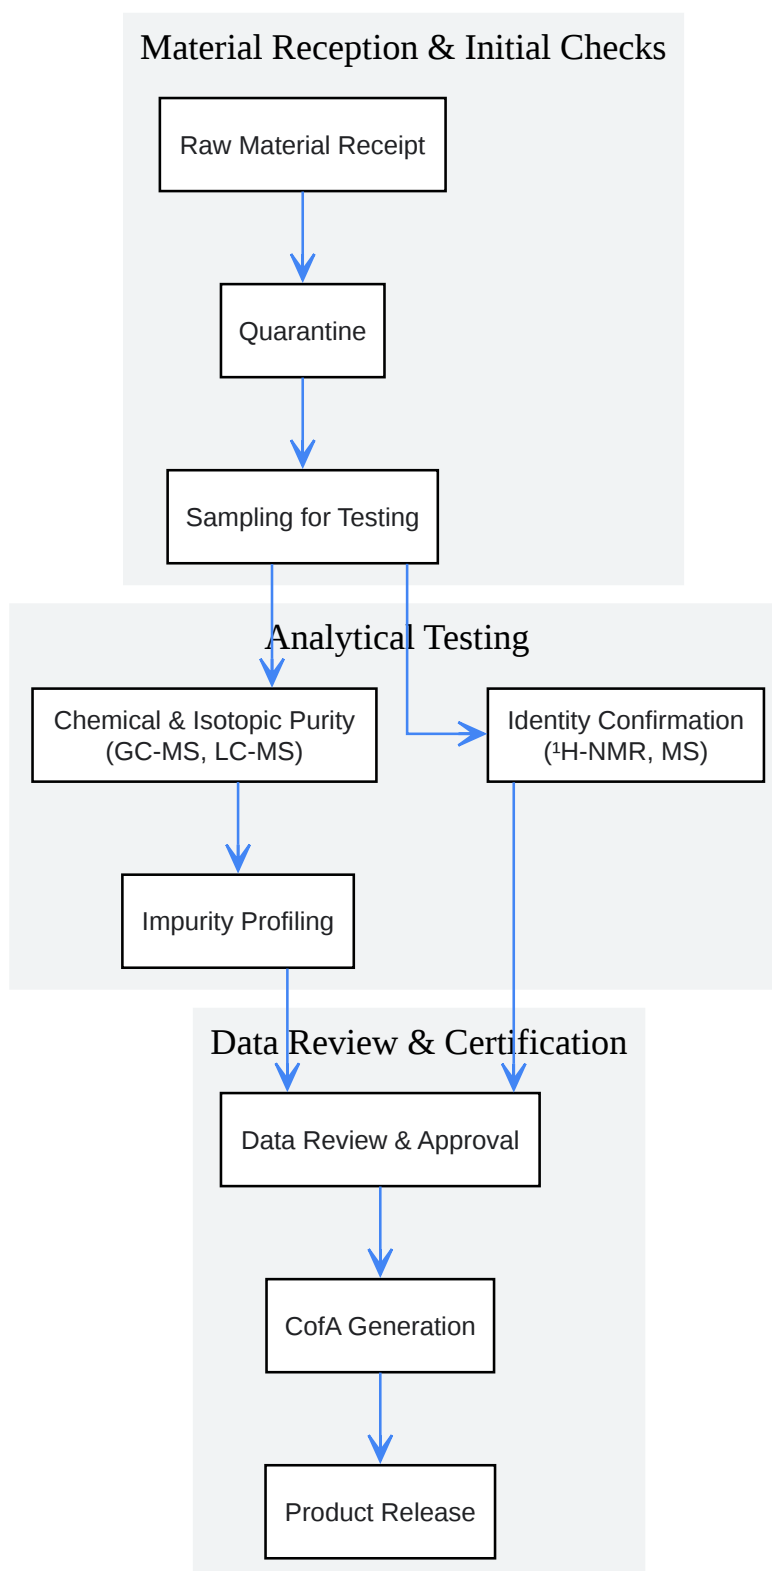 Material Reception & Initial Checks
Raw Material Receipt
Quarantine
Sampling for Testing
Analytical Testing
Chemical & Isotopic Purity
(GC-MS, LC-MS)
Identity Confirmation
(¹H-NMR, MS)
Impurity Profiling
Data Review & Certification
Data Review & Approval
CofA Generation
Product Release